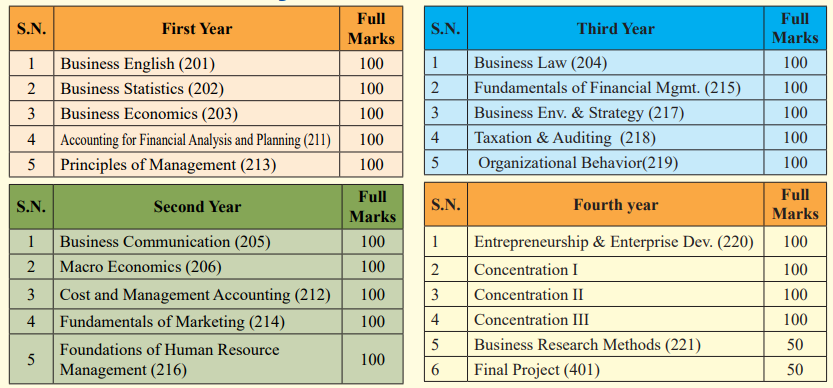 S.N. First Year Full Marks
1 Business English (201) 100
2 Business Statistics (202) 100
3 Business Economics (203) 100
4 Accounting for Financial Analysis and Planning (211) 100
5 Principles of Management (213) 100
S.N. Second Year Full Marks
1 Business Communication (205) 100
2 Macro Economics (206) 100
3 Cost and Management Accounting (212) 100
4 Fundamentals of Marketing (214) 100
5 Foundations of Human Resource
Management (216) 100
S.N. Third Year Full Marks
1 Business Law (204) 100
2 Fundamentals of Financial Mgmt. (215) 100
3 Business Env. & Strategy (217) 100
4 Taxation & Auditing (218) 100
5 Organizational Behavior(219) 100
S.N. Fourth year Full Marks
1 Entrepreneurship & Enterprise Dev. (220) 100
2 Concentration I 100
3 Concentration II 100
4 Concentration III 100
5 Business Research Methods (221) 50
6 Final Project (401) 50